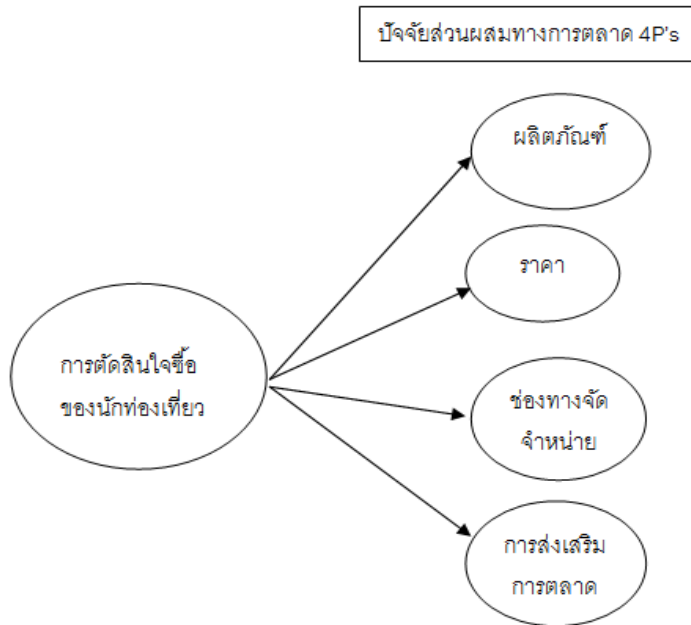 ปัจจัยส่วนผสมทางการตลาด 4P's
ผลิตภัณฑ์
ราคา
การตัดสินใจซื้อ
ของนักท่องเที่ยว
ช่องทางจัด
จำหน่าย
การส่งเสริม
การตลาด